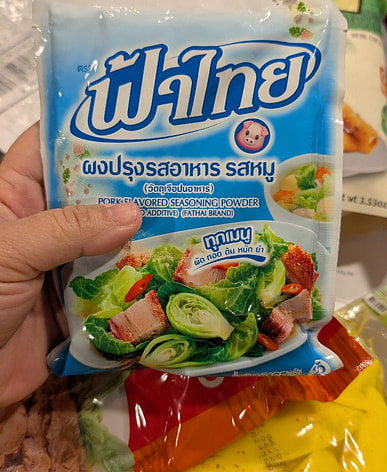 ตรา
ฟ้าไทย
ผงปรุงรสอาหาร รสหมู
(วัตถุเจือปนอาหาร)
PORK FLAVORED SEASONING POWDER
ADDITIVE) (FATHAI BRAND)
ทุกเมนู
ผัด ทอด ต้ม หมัก ยำ
3.53oz